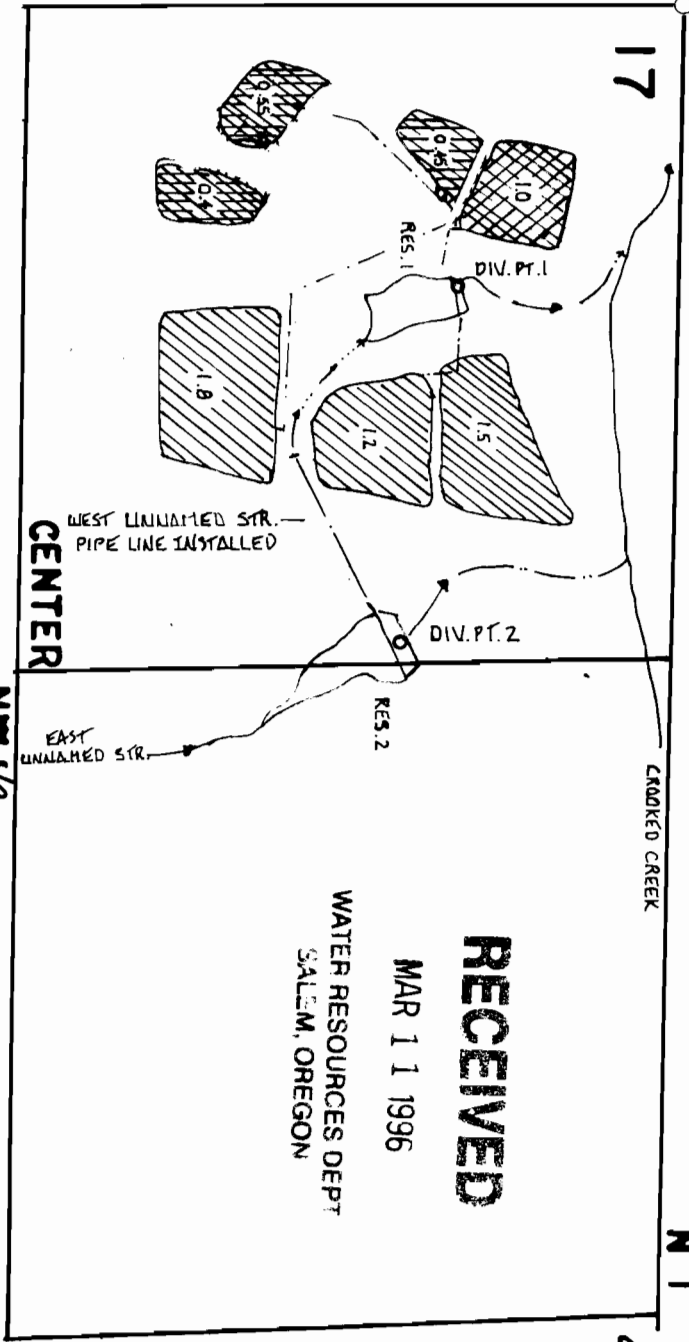 17
0.55
0.45
1.0
0.4
RES.1
DIV.PT.1
1.8
1.2
1.5
WEST UNNAMED STR.
PIPE LINE INSTALLED
CENTER
DIV.PT.2
RES.2
EAST
UNNAMED STR.
CROOKED CREEK
RECEIVED
MAR 11 1996
WATER RESOURCES DEPT
SALEM, OREGON